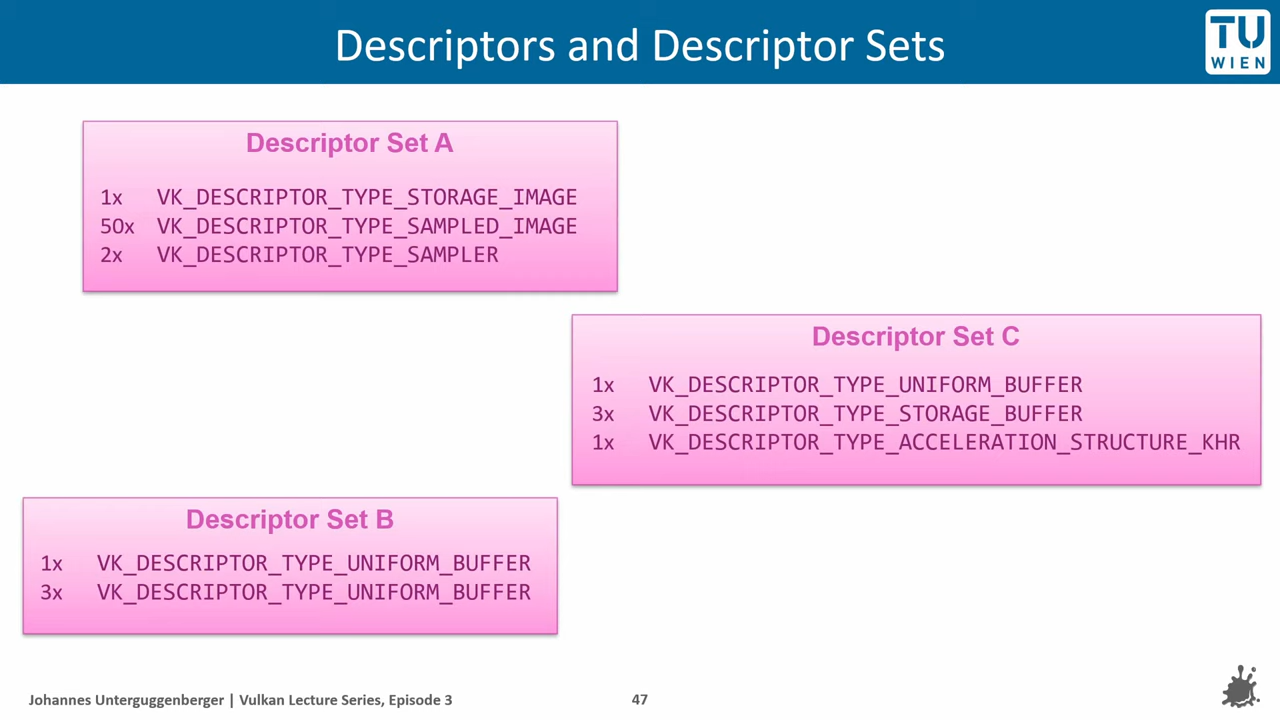 Descriptors and Descriptor Sets
TU
WIEN
Descriptor Set A
1x VK_DESCRIPTOR_TYPE_STORAGE_IMAGE
50x VK_DESCRIPTOR_TYPE_SAMPLED_IMAGE
2x VK_DESCRIPTOR_TYPE_SAMPLER
Descriptor Set C
1x VK_DESCRIPTOR_TYPE_UNIFORM_BUFFER
3x VK_DESCRIPTOR_TYPE_STORAGE_BUFFER
1x VK_DESCRIPTOR_TYPE_ACCELERATION_STRUCTURE_KHR
Descriptor Set B
1x VK_DESCRIPTOR_TYPE_UNIFORM_BUFFER
3x VK_DESCRIPTOR_TYPE_UNIFORM_BUFFER
Johannes Unterguggenberger | Vulkan Lecture Series, Episode 3
47